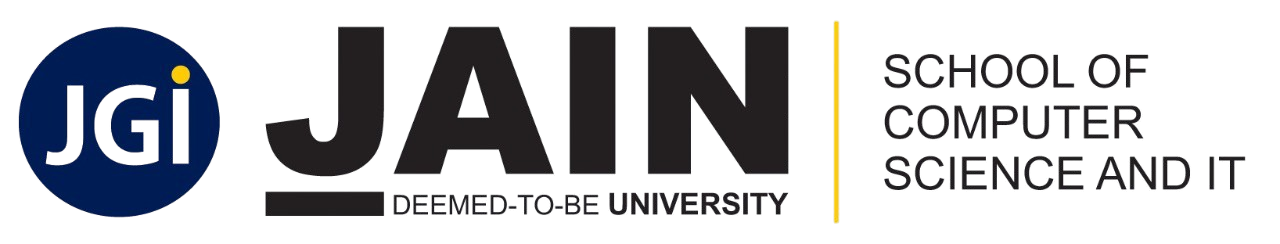 JGi
JAIN
DEEMED-TO-BE UNIVERSITY
SCHOOL OF
COMPUTER
SCIENCE AND IT